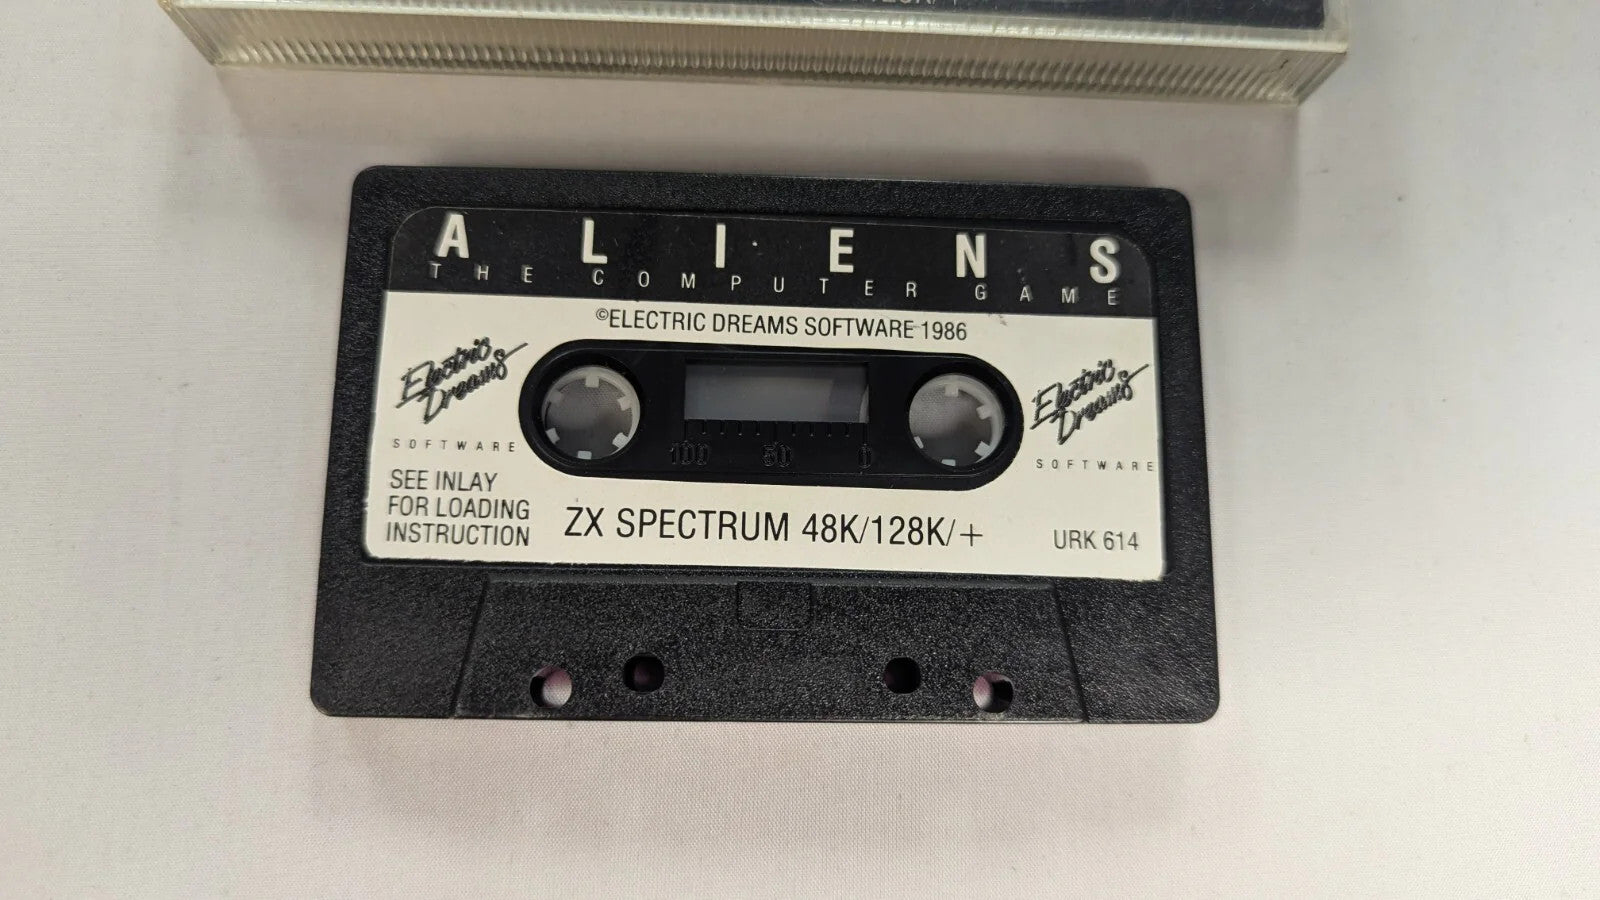 ALIENS
THE COMPUTER GAME
©ELECTRIC DREAMS SOFTWARE 1986
Electric
Dreams
SOFTWARE
Electric
Dreams
SOFTWARE
100 50 0
SEE INLAY
FOR LOADING
INSTRUCTION
ZX SPECTRUM 48K/128K/+
URK 614